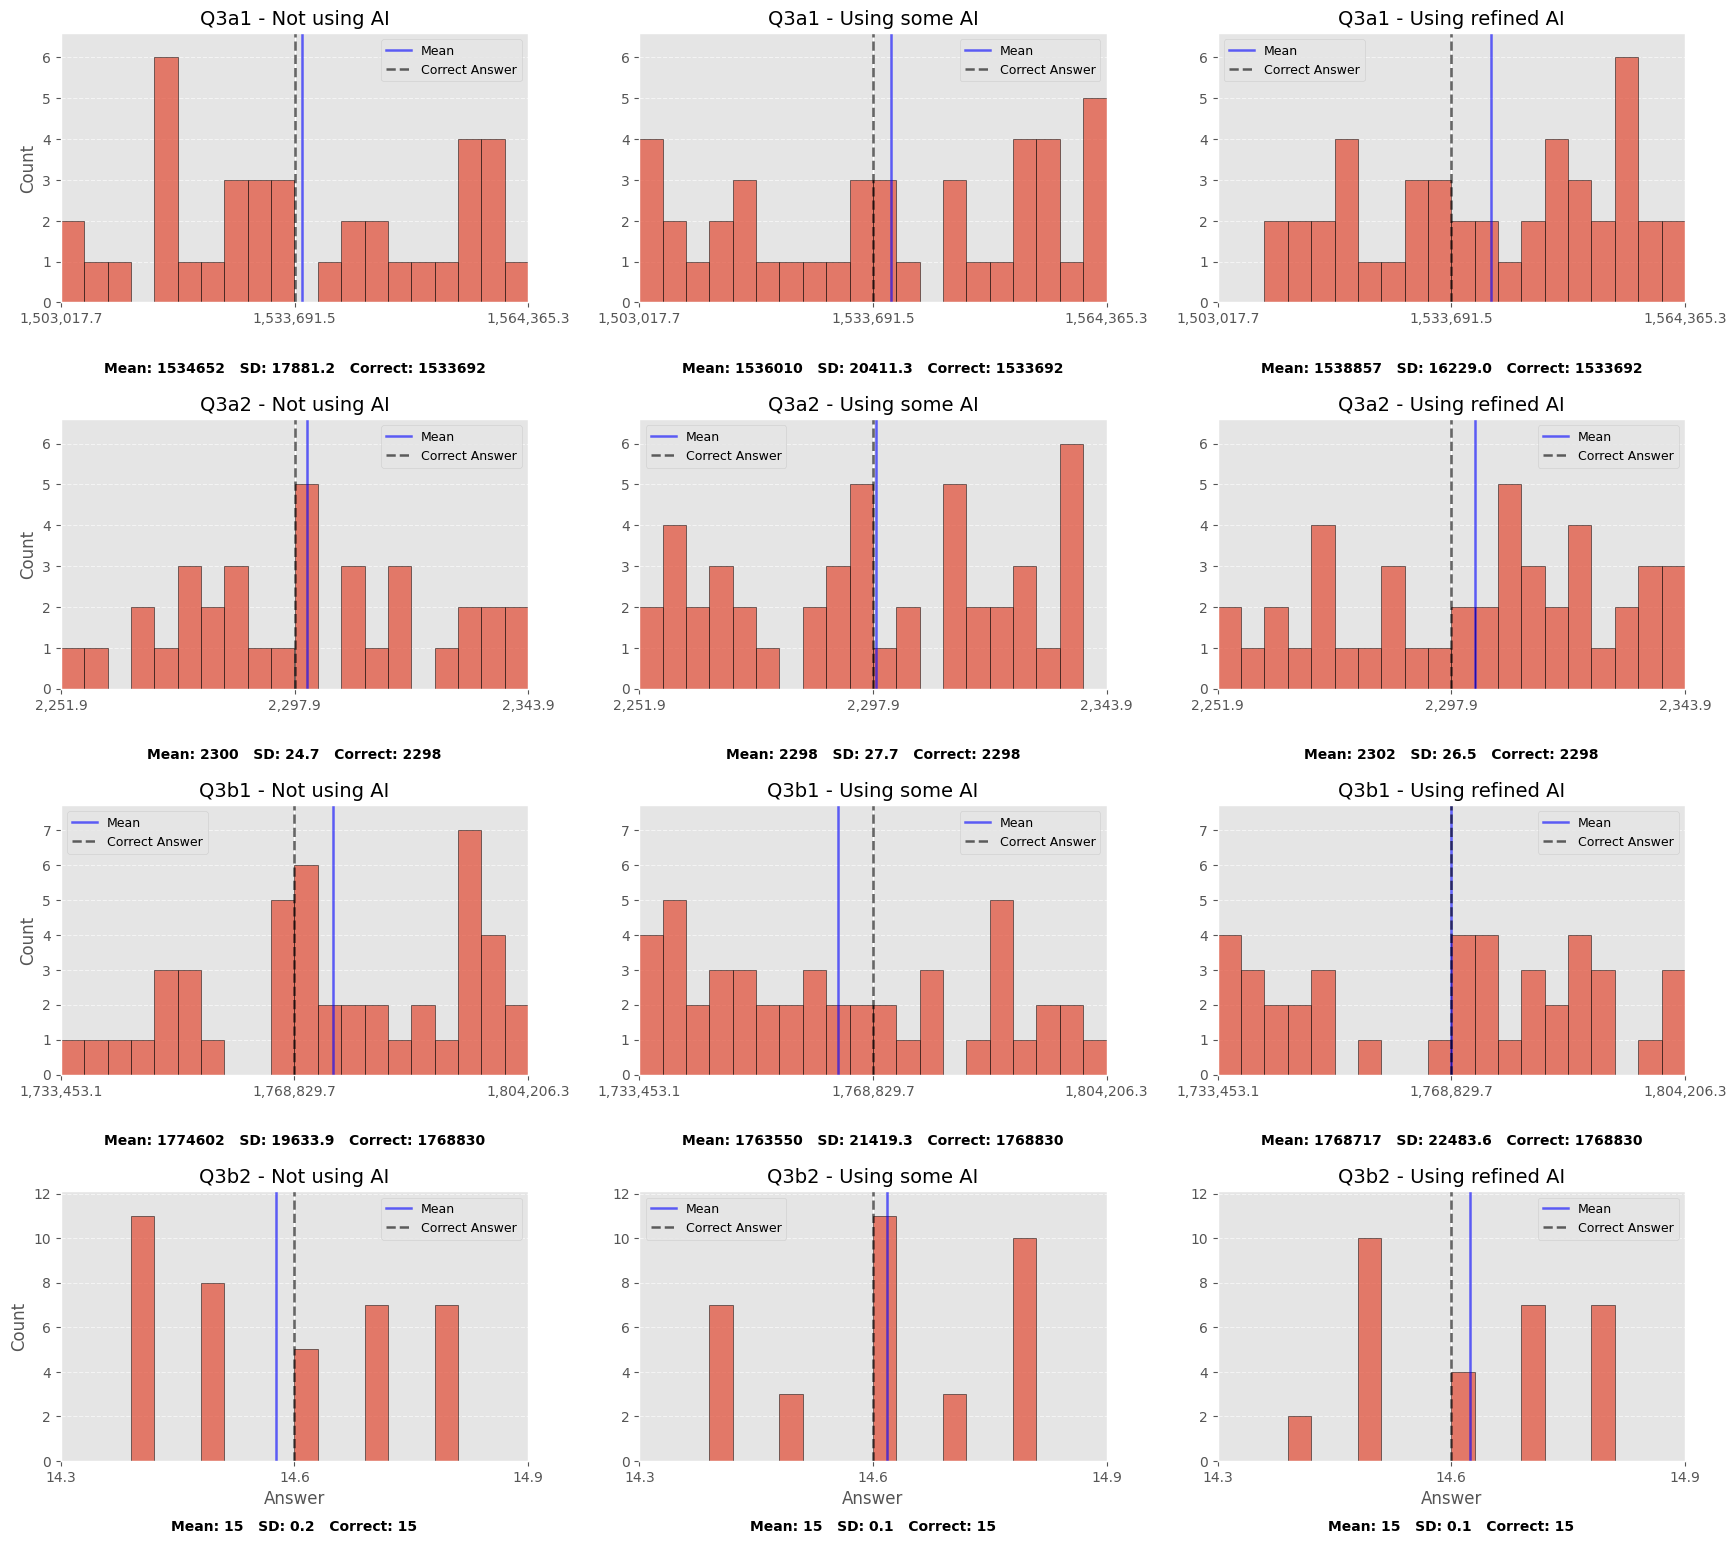 Q3a1 - Not using AI
Mean
Correct Answer
Count
6
5
4
3
2
1
0
1,503,017.7 1,533,691.5 1,564,365.3
Mean: 1534652 SD: 17881.2 Correct: 1533692
Q3a1 - Using some AI
Mean
Correct Answer
6
5
4
3
2
1
0
1,503,017.7 1,533,691.5 1,564,365.3
Mean: 1536010 SD: 20411.3 Correct: 1533692
Q3a1 - Using refined AI
Mean
Correct Answer
6
5
4
3
2
1
0
1,503,017.7 1,533,691.5 1,564,365.3
Mean: 1538857 SD: 16229.0 Correct: 1533692
Q3a2 - Not using AI
Mean
Correct Answer
Count
6
5
4
3
2
1
0
2,251.9 2,297.9 2,343.9
Mean: 2300 SD: 24.7 Correct: 2298
Q3a2 - Using some AI
Mean
Correct Answer
6
5
4
3
2
1
0
2,251.9 2,297.9 2,343.9
Mean: 2298 SD: 27.7 Correct: 2298
Q3a2 - Using refined AI
Mean
Correct Answer
6
5
4
3
2
1
0
2,251.9 2,297.9 2,343.9
Mean: 2302 SD: 26.5 Correct: 2298
Q3b1 - Not using AI
Mean
Correct Answer
Count
7
6
5
4
3
2
1
0
1,733,453.1 1,768,829.7 1,804,206.3
Mean: 1774602 SD: 19633.9 Correct: 1768830
Q3b1 - Using some AI
Mean
Correct Answer
7
6
5
4
3
2
1
0
1,733,453.1 1,768,829.7 1,804,206.3
Mean: 1763550 SD: 21419.3 Correct: 1768830
Q3b1 - Using refined AI
Mean
Correct Answer
7
6
5
4
3
2
1
0
1,733,453.1 1,768,829.7 1,804,206.3
Mean: 1768717 SD: 22483.6 Correct: 1768830
Q3b2 - Not using AI
Mean
Correct Answer
Count
12
10
8
6
4
2
0
14.3 14.6 14.9
Answer
Mean: 15 SD: 0.2 Correct: 15
Q3b2 - Using some AI
Mean
Correct Answer
12
10
8
6
4
2
0
14.3 14.6 14.9
Answer
Mean: 15 SD: 0.1 Correct: 15
Q3b2 - Using refined AI
Mean
Correct Answer
12
10
8
6
4
2
0
14.3 14.6 14.9
Answer
Mean: 15 SD: 0.1 Correct: 15